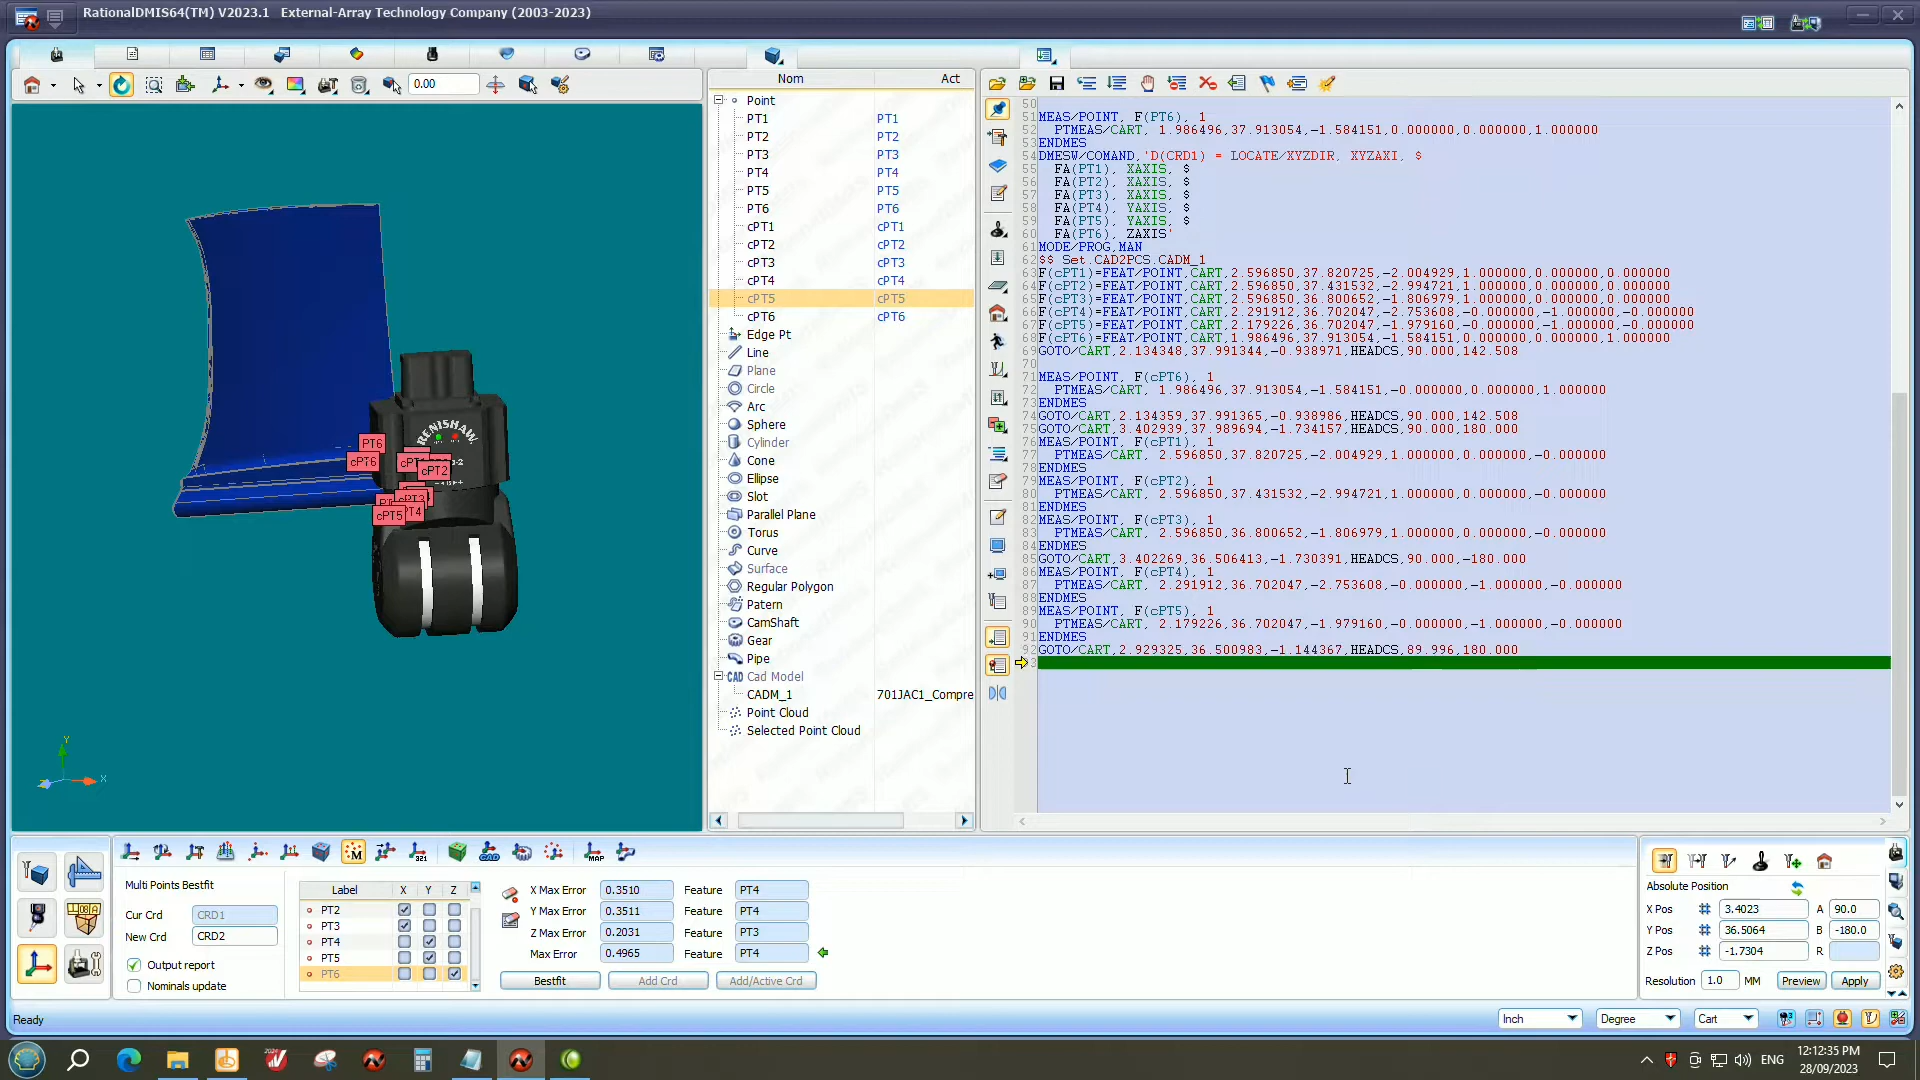 RationalDMIS64(TM) V2023.1 External-Array Technology Company (2003-2023)
0.00
Nom Act
Point
PT1 PT1
PT2 PT2
PT3 PT3
PT4 PT4
PT5 PT5
PT6 PT6
cPT1 cPT1
cPT2 cPT2
cPT3 cPT3
cPT4 cPT4
cPT5 cPT5
cPT6 cPT6
Edge Pt
Line
Plane
Circle
Arc
Sphere
Cylinder
Cone
Ellipse
Slot
Parallel Plane
Torus
Curve
Surface
Regular Polygon
Patern
CamShaft
Gear
Pipe
Cad Model
CADM_1 701JAC1_Compre
Point Cloud
Selected Point Cloud
RENISHAW
PT6
cPT6
cPT2
cPT3
cPT5
50
51 MEAS/POINT, F(PT6), 1
52 PTMEAS/CART, 1.986496,37.913054,-1.584151,0.000000,0.000000,1.000000
53 ENDMES
54 DMESW/COMAND,'D(CRD1) = LOCATE/XYZDIR, XYZAXI, $
55 FA(PT1), XAXIS, $
56 FA(PT2), XAXIS, $
57 FA(PT3), XAXIS, $
58 FA(PT4), YAXIS, $
59 FA(PT5), YAXIS, $
60 FA(PT6), ZAXIS'
61 MODE/PROG,MAN
62 $$ Set.CAD2PCS.CADM_1
63 F(cPT1)=FEAT/POINT,CART,2.596850,37.820725,-2.004929,1.000000,0.000000,0.000000
64 F(cPT2)=FEAT/POINT,CART,2.596850,37.431532,-2.994721,1.000000,0.000000,0.000000
65 F(cPT3)=FEAT/POINT,CART,2.596850,36.800652,-1.806979,1.000000,0.000000,0.000000
66 F(cPT4)=FEAT/POINT,CART,2.291912,36.702047,-2.753608,-0.000000,-1.000000,-0.000000
67 F(cPT5)=FEAT/POINT,CART,2.179226,36.702047,-1.979160,-0.000000,-1.000000,-0.000000
68 F(cPT6)=FEAT/POINT,CART,1.986496,37.913054,-1.584151,0.000000,0.000000,1.000000
69 GOTO/CART,2.134348,37.991344,-0.938971,HEADCS,90.000,142.508
70
71 MEAS/POINT, F(cPT6), 1
72 PTMEAS/CART, 1.986496,37.913054,-1.584151,-0.000000,0.000000,1.000000
73 ENDMES
74 GOTO/CART,2.134359,37.991365,-0.938986,HEADCS,90.000,142.508
75 GOTO/CART,3.402939,37.989694,-1.734157,HEADCS,90.000,180.000
76 MEAS/POINT, F(cPT1), 1
77 PTMEAS/CART, 2.596850,37.820725,-2.004929,1.000000,0.000000,-0.000000
78 ENDMES
79 MEAS/POINT, F(cPT2), 1
80 PTMEAS/CART, 2.596850,37.431532,-2.994721,1.000000,0.000000,-0.000000
81 ENDMES
82 MEAS/POINT, F(cPT3), 1
83 PTMEAS/CART, 2.596850,36.800652,-1.806979,1.000000,0.000000,-0.000000
84 ENDMES
85 GOTO/CART,3.402269,36.506413,-1.730391,HEADCS,90.000,-180.000
86 MEAS/POINT, F(cPT4), 1
87 PTMEAS/CART, 2.291912,36.702047,-2.753608,-0.000000,-1.000000,-0.000000
88 ENDMES
89 MEAS/POINT, F(cPT5), 1
90 PTMEAS/CART, 2.179226,36.702047,-1.979160,-0.000000,-1.000000,-0.000000
91 ENDMES
92 GOTO/CART,2.929325,36.500983,-1.144367,HEADCS,89.996,180.000
Y
X
M
321
CAD
MAP
Multi Points Bestfit
Cur Crd CRD1
New Crd CRD2
Output report
Nominals update
Label X Y Z
PT2
PT3
PT4
PT5
PT6
X Max Error 0.3510 Feature PT4
Y Max Error 0.3511 Feature PT4
Z Max Error 0.2031 Feature PT3
Max Error 0.4965 Feature PT4
Bestfit Add Crd Add/Active Crd
Absolute Position
X Pos 3.4023 A 90.0
Y Pos 36.5064 B -180.0
Z Pos -1.7304 R
Resolution 1.0 MM Preview Apply
Ready
Inch Degree Cart
ENG
12:12:35 PM
28/09/2023